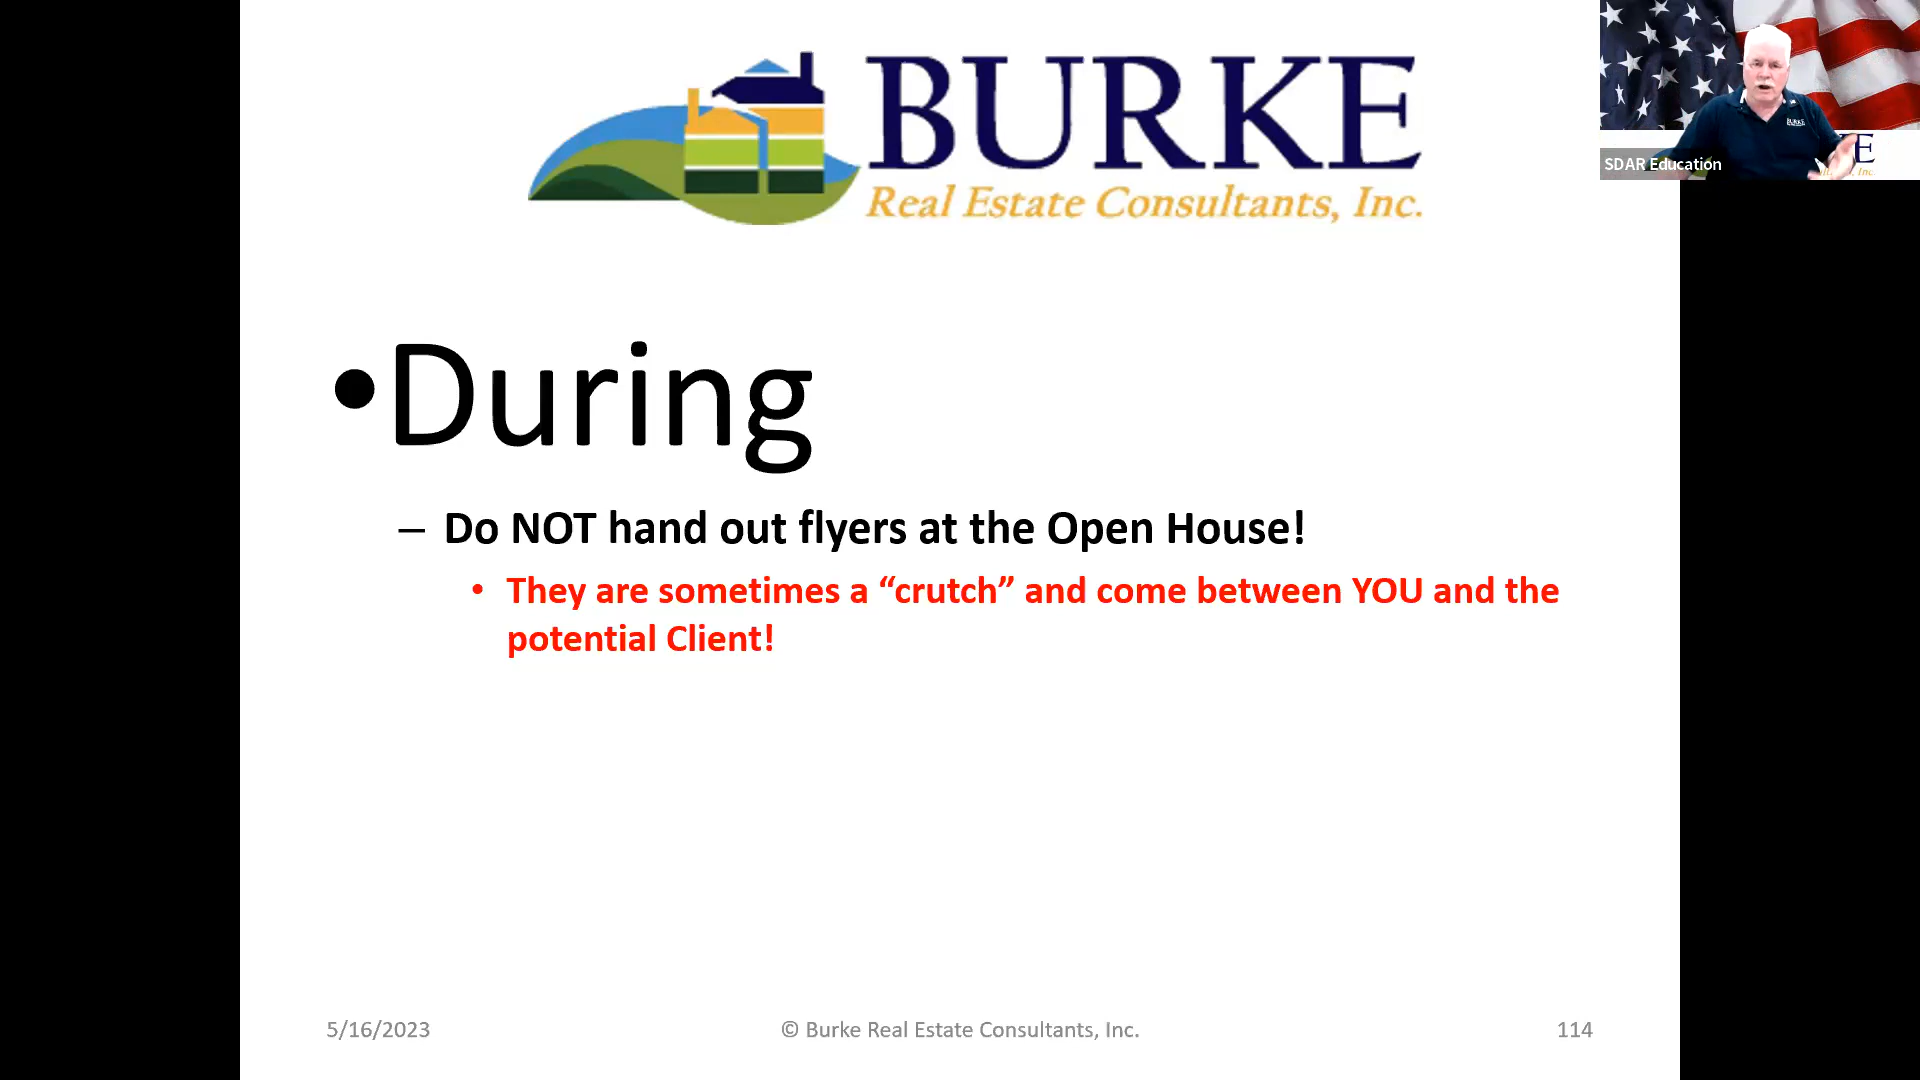 BURKE
Real Estate Consultants, Inc.
BURKE
E
Inc.
SDAR Education
•During
– Do NOT hand out flyers at the Open House!
• They are sometimes a “crutch” and come between YOU and the
potential Client!
5/16/2023
© Burke Real Estate Consultants, Inc.
114